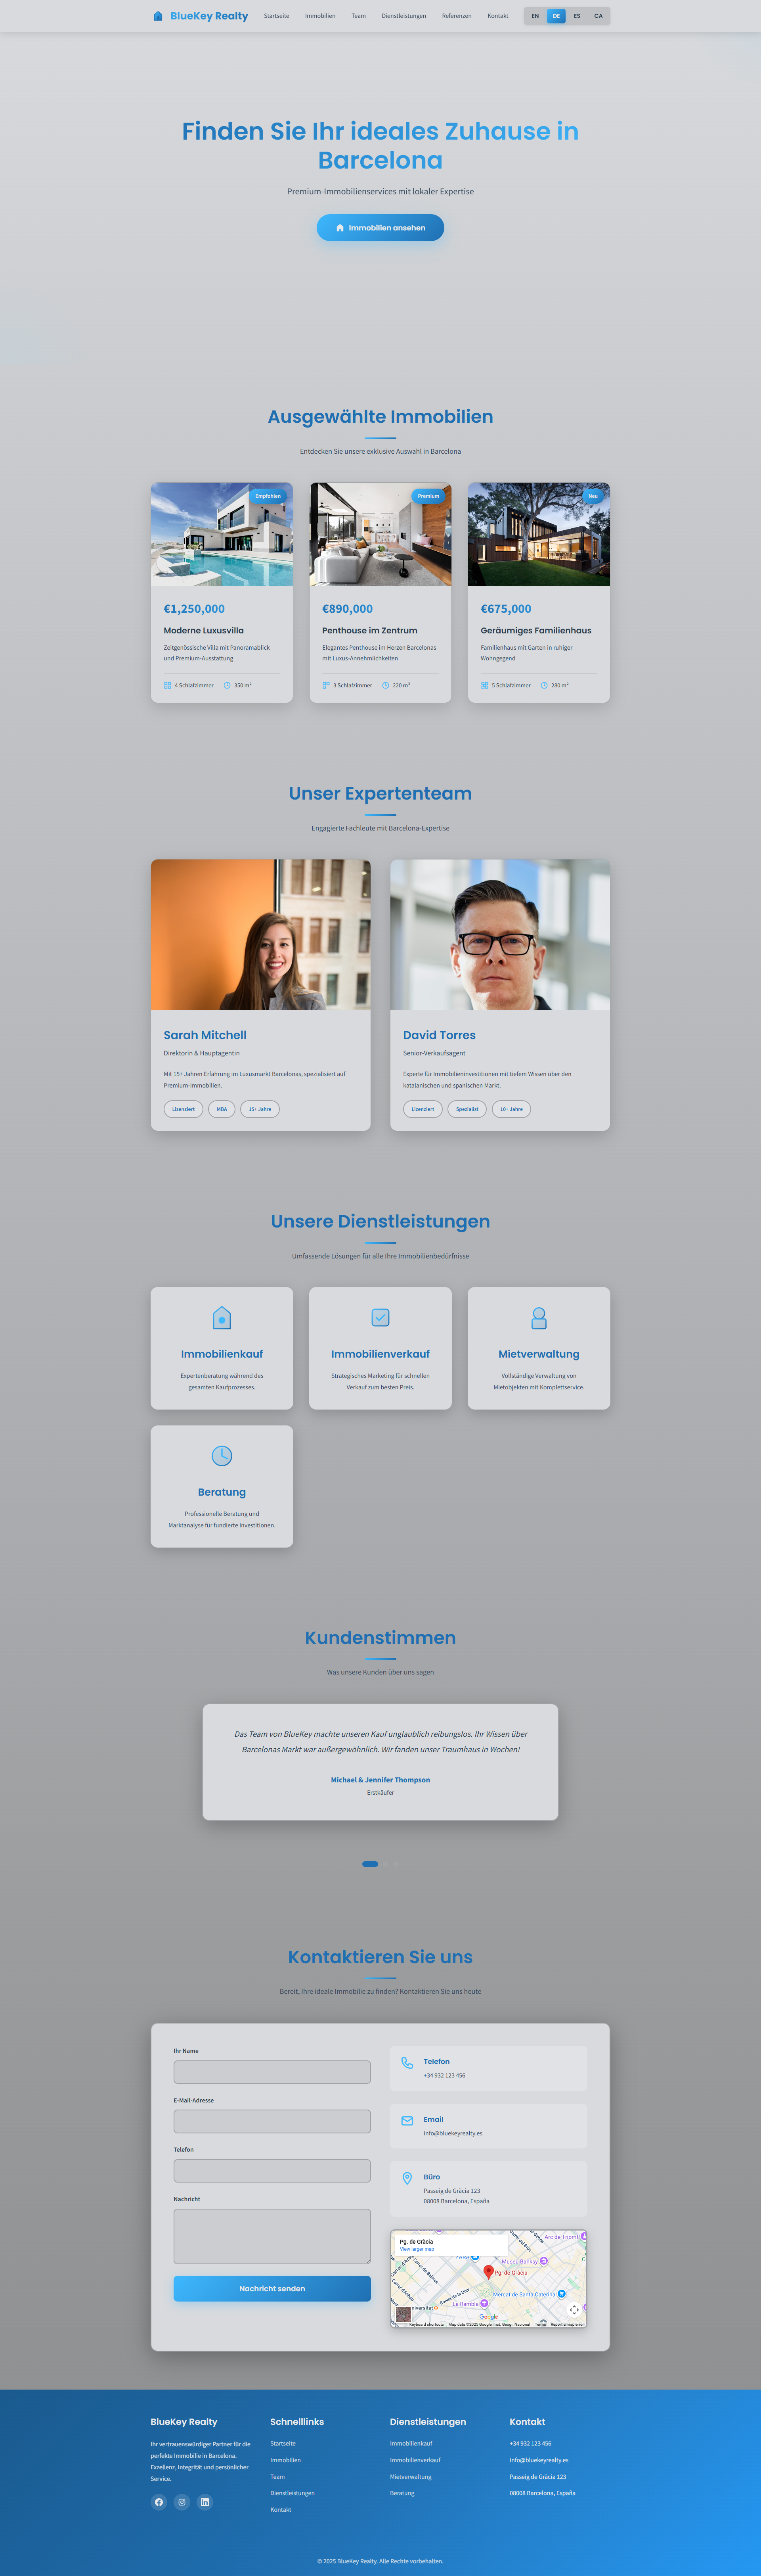 BlueKey Realty
Startseite
Immobilien
Team
Dienstleistungen
Referenzen
Kontakt
EN
DE
ES
CA
Finden Sie Ihr ideales Zuhause in
Barcelona
Premium-Immobilienservices mit lokaler Expertise
Immobilien ansehen
Ausgewählte Immobilien
Entdecken Sie unsere exklusive Auswahl in Barcelona
Empfohlen
€1,250,000
Moderne Luxusvilla
Zeitgenössische Villa mit Panoramablick
und Premium-Ausstattung
4 Schlafzimmer
350 m²
Premium
€890,000
Penthouse im Zentrum
Elegantes Penthouse im Herzen Barcelonas
mit Luxus-Annehmlichkeiten
3 Schlafzimmer
220 m²
Neu
€675,000
Geräumiges Familienhaus
Familienhaus mit Garten in ruhiger
Wohngegend
5 Schlafzimmer
280 m²
Unser Expertenteam
Engagierte Fachleute mit Barcelona-Expertise
Sarah Mitchell
Direktorin & Hauptagentin
Mit 15+ Jahren Erfahrung im Luxusmarkt Barcelonas, spezialisiert auf
Premium-Immobilien.
Lizenziert
MBA
15+ Jahre
David Torres
Senior-Verkaufsagent
Experte für Immobilieninvestitionen mit tiefem Wissen über den
katalanischen und spanischen Markt.
Lizenziert
Spezialist
10+ Jahre
Unsere Dienstleistungen
Umfassende Lösungen für alle Ihre Immobilienbedürfnisse
Immobilienkauf
Expertenberatung während des
gesamten Kaufprozesses.
Immobilienverkauf
Strategisches Marketing für schnellen
Verkauf zum besten Preis.
Mietverwaltung
Vollständige Verwaltung von
Mietobjekten mit Komplettservice.
Beratung
Professionelle Beratung und
Marktanalyse für fundierte Investitionen.
Kundenstimmen
Was unsere Kunden über uns sagen
Das Team von BlueKey machte unseren Kauf unglaublich reibungslos. Ihr Wissen über
Barcelonas Markt war außergewöhnlich. Wir fanden unser Traumhaus in Wochen!
Michael & Jennifer Thompson
Erstkäufer
Kontaktieren Sie uns
Bereit, Ihre ideale Immobilie zu finden? Kontaktieren Sie uns heute
Ihr Name
E-Mail-Adresse
Telefon
Nachricht
Nachricht senden
Telefon
+34 932 123 456
Email
info@bluekeyrealty.es
Büro
Passeig de Gràcia 123
08008 Barcelona, España
Pg. de Gràcia
View larger map
Arc de Triomf
ZARA
Museu Banksy
Pg. de Gràcia
Mercat de Santa Caterina
La Rambla
Universitat
Google
Keyboard shortcuts
Map data ©2025 Google, Inst. Geogr. Nacional
Terms
Report a map error
BlueKey Realty
Ihr vertrauenswürdiger Partner für die
perfekte Immobilie in Barcelona.
Exzellenz, Integrität und persönlicher
Service.
Schnelllinks
Startseite
Immobilien
Team
Dienstleistungen
Kontakt
Dienstleistungen
Immobilienkauf
Immobilienverkauf
Mietverwaltung
Beratung
Kontakt
+34 932 123 456
info@bluekeyrealty.es
Passeig de Gràcia 123
08008 Barcelona, España
© 2025 BlueKey Realty. Alle Rechte vorbehalten.